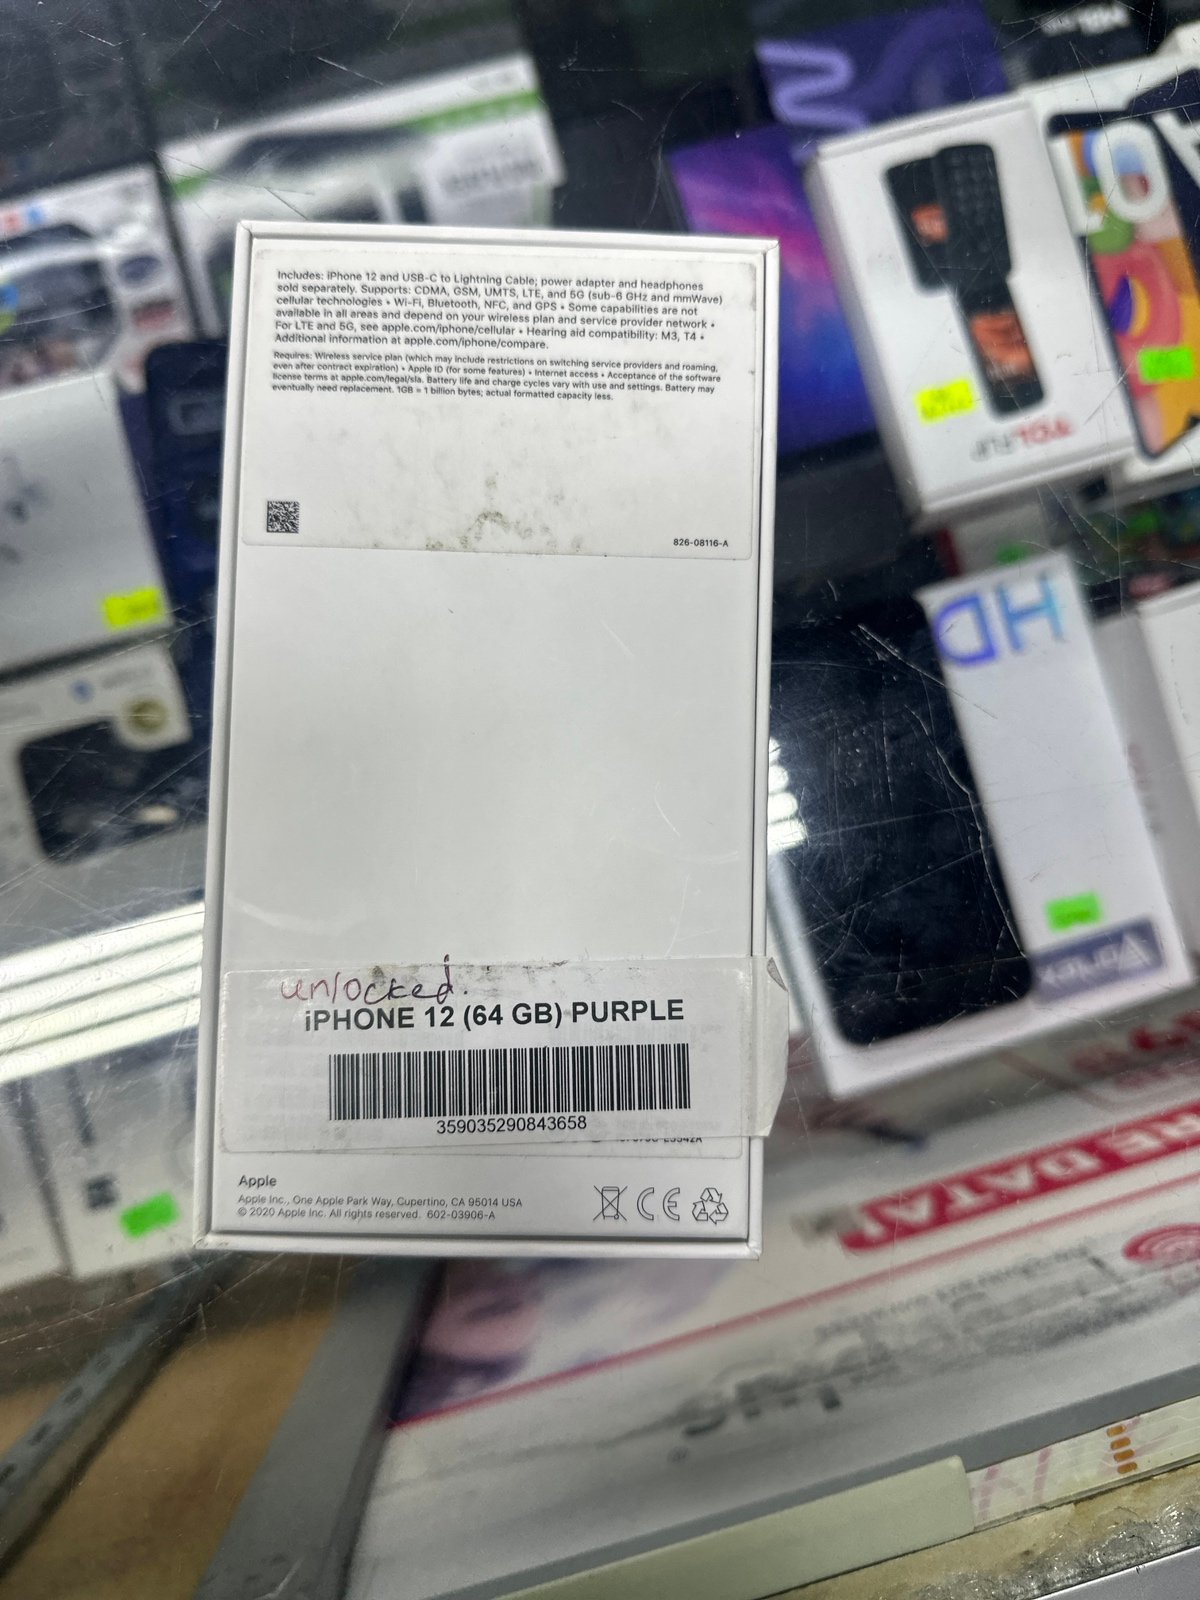 Includes: iPhone 12 and USB-C to Lightning Cable; power adapter and headphones
sold separately. Supports: CDMA, GSM, UMTS, LTE, and 5G (sub-6 GHz and mmWave)
cellular technologies • Wi-Fi, Bluetooth, NFC, and GPS • Some capabilities are not
available in all areas and depend on your wireless plan and service provider network •
For LTE and 5G, see apple.com/iphone/cellular • Hearing aid compatibility: M3, T4 •
Additional information at apple.com/iphone/compare.
Requires: Wireless service plan (which may include restrictions on switching service providers and roaming,
even after contract expiration) • Apple ID (for some features) • Internet access • Acceptance of the software
license terms at apple.com/legal/sla. Battery life and charge cycles vary with use and settings. Battery may
eventually need replacement. 1GB = 1 billion bytes; actual formatted capacity less.
826-08116-A
unlocked.
iPHONE 12 (64 GB) PURPLE
359035290843658
Apple
Apple Inc., One Apple Park Way, Cupertino, CA 95014 USA
© 2020 Apple Inc. All rights reserved. 602-03906-A
CE
HD